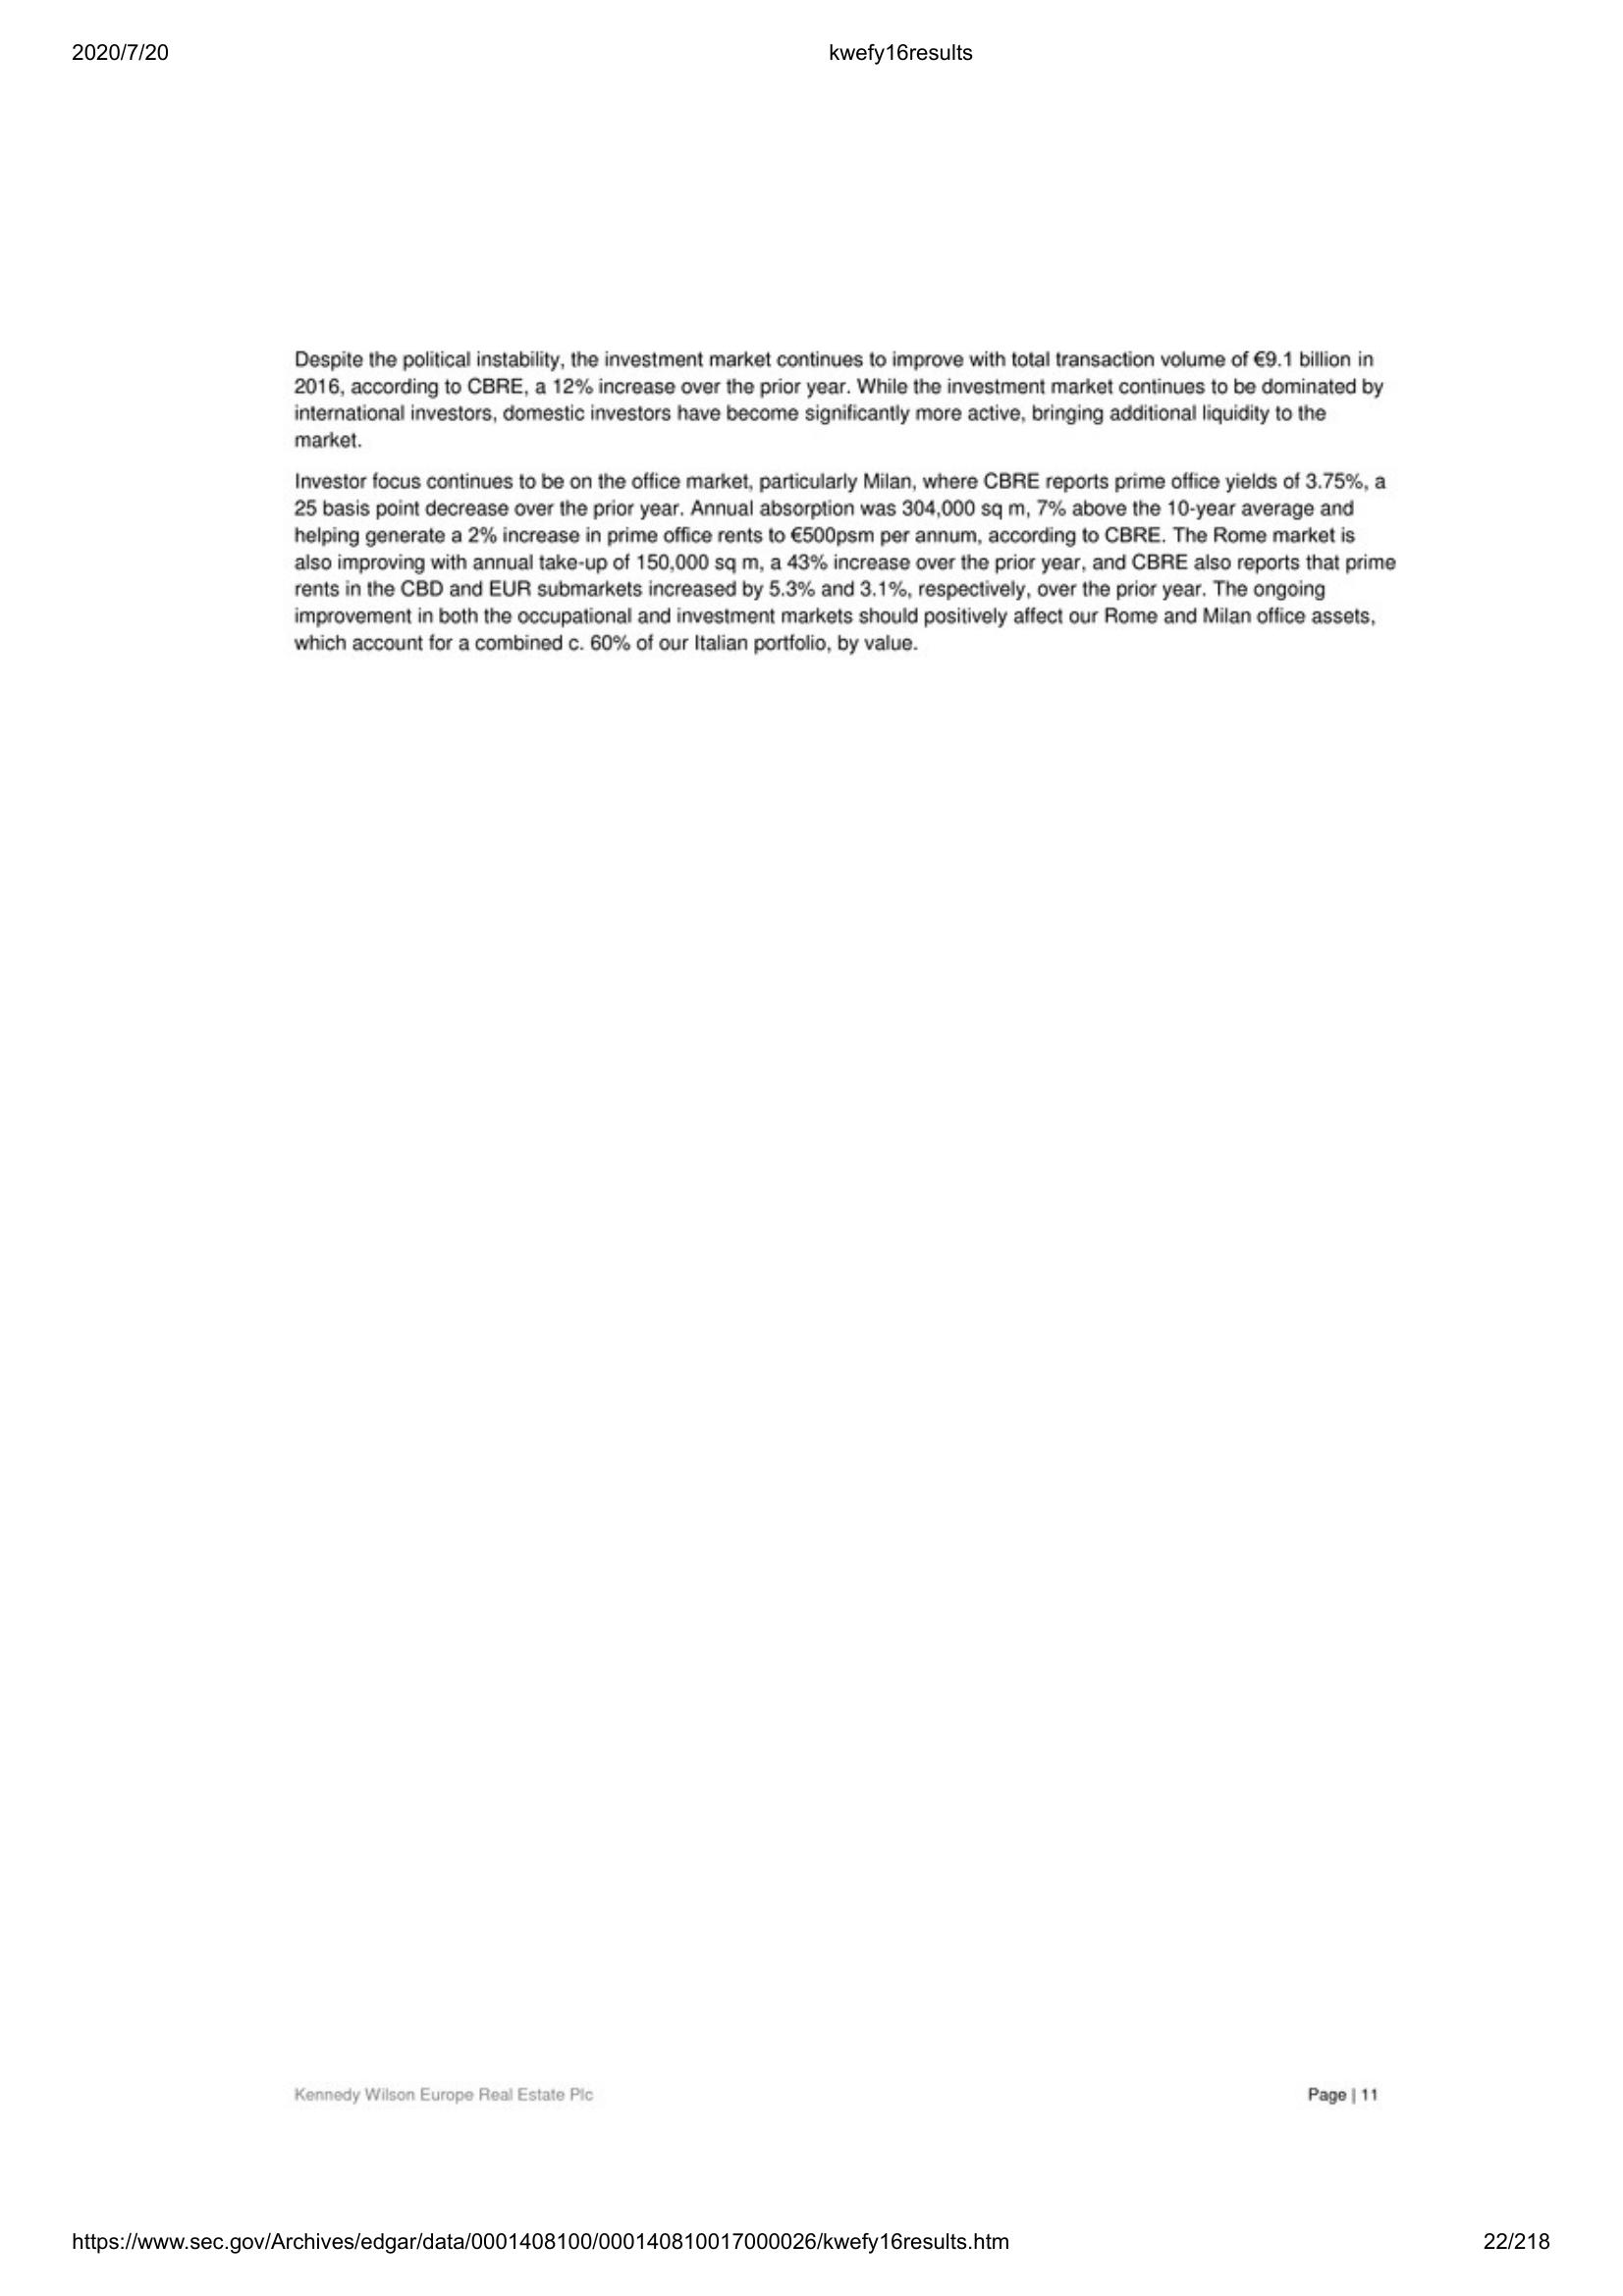 2020/7/20 kwefy16results
Despite the political instability, the investment market continues to improve with total transaction volume of €9.1 billion in
2016, according to CBRE, a 12% increase over the prior year. While the investment market continues to be dominated by
international investors, domestic investors have become significantly more active, bringing additional liquidity to the
market.
Investor focus continues to be on the office market, particularly Milan, where CBRE reports prime office yields of 3.75%, a
25 basis point decrease over the prior year. Annual absorption was 304,000 sq m, 7% above the 10-year average and
helping generate a 2% increase in prime office rents to €500psm per annum, according to CBRE. The Rome market is
also improving with annual take-up of 150,000 sq m, a 43% increase over the prior year, and CBRE also reports that prime
rents in the CBD and EUR submarkets increased by 5.3% and 3.1%, respectively, over the prior year. The ongoing
improvement in both the occupational and investment markets should positively affect our Rome and Milan office assets,
which account for a combined c. 60% of our Italian portfolio, by value.
Kennedy Wilson Europe Real Estate Plc Page | 11
https://www.sec.gov/Archives/edgar/data/0001408100/000140810017000026/kwefy16results.htm 22/218